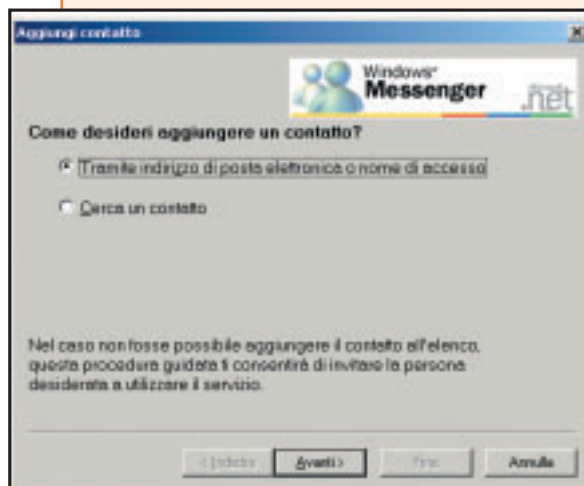 Aggiungi contatto
Windows®
Messenger .net
Come desideri aggiungere un contatto?
Tramite indirizzo di posta elettronica o nome di accesso
Cerca un contatto
Nel caso non fosse possibile aggiungere il contatto all'elenco,
questa procedura guidata ti consentirà di invitare la persona
desiderata a utilizzare il servizio.
< Indietro Avanti > Fine Annulla